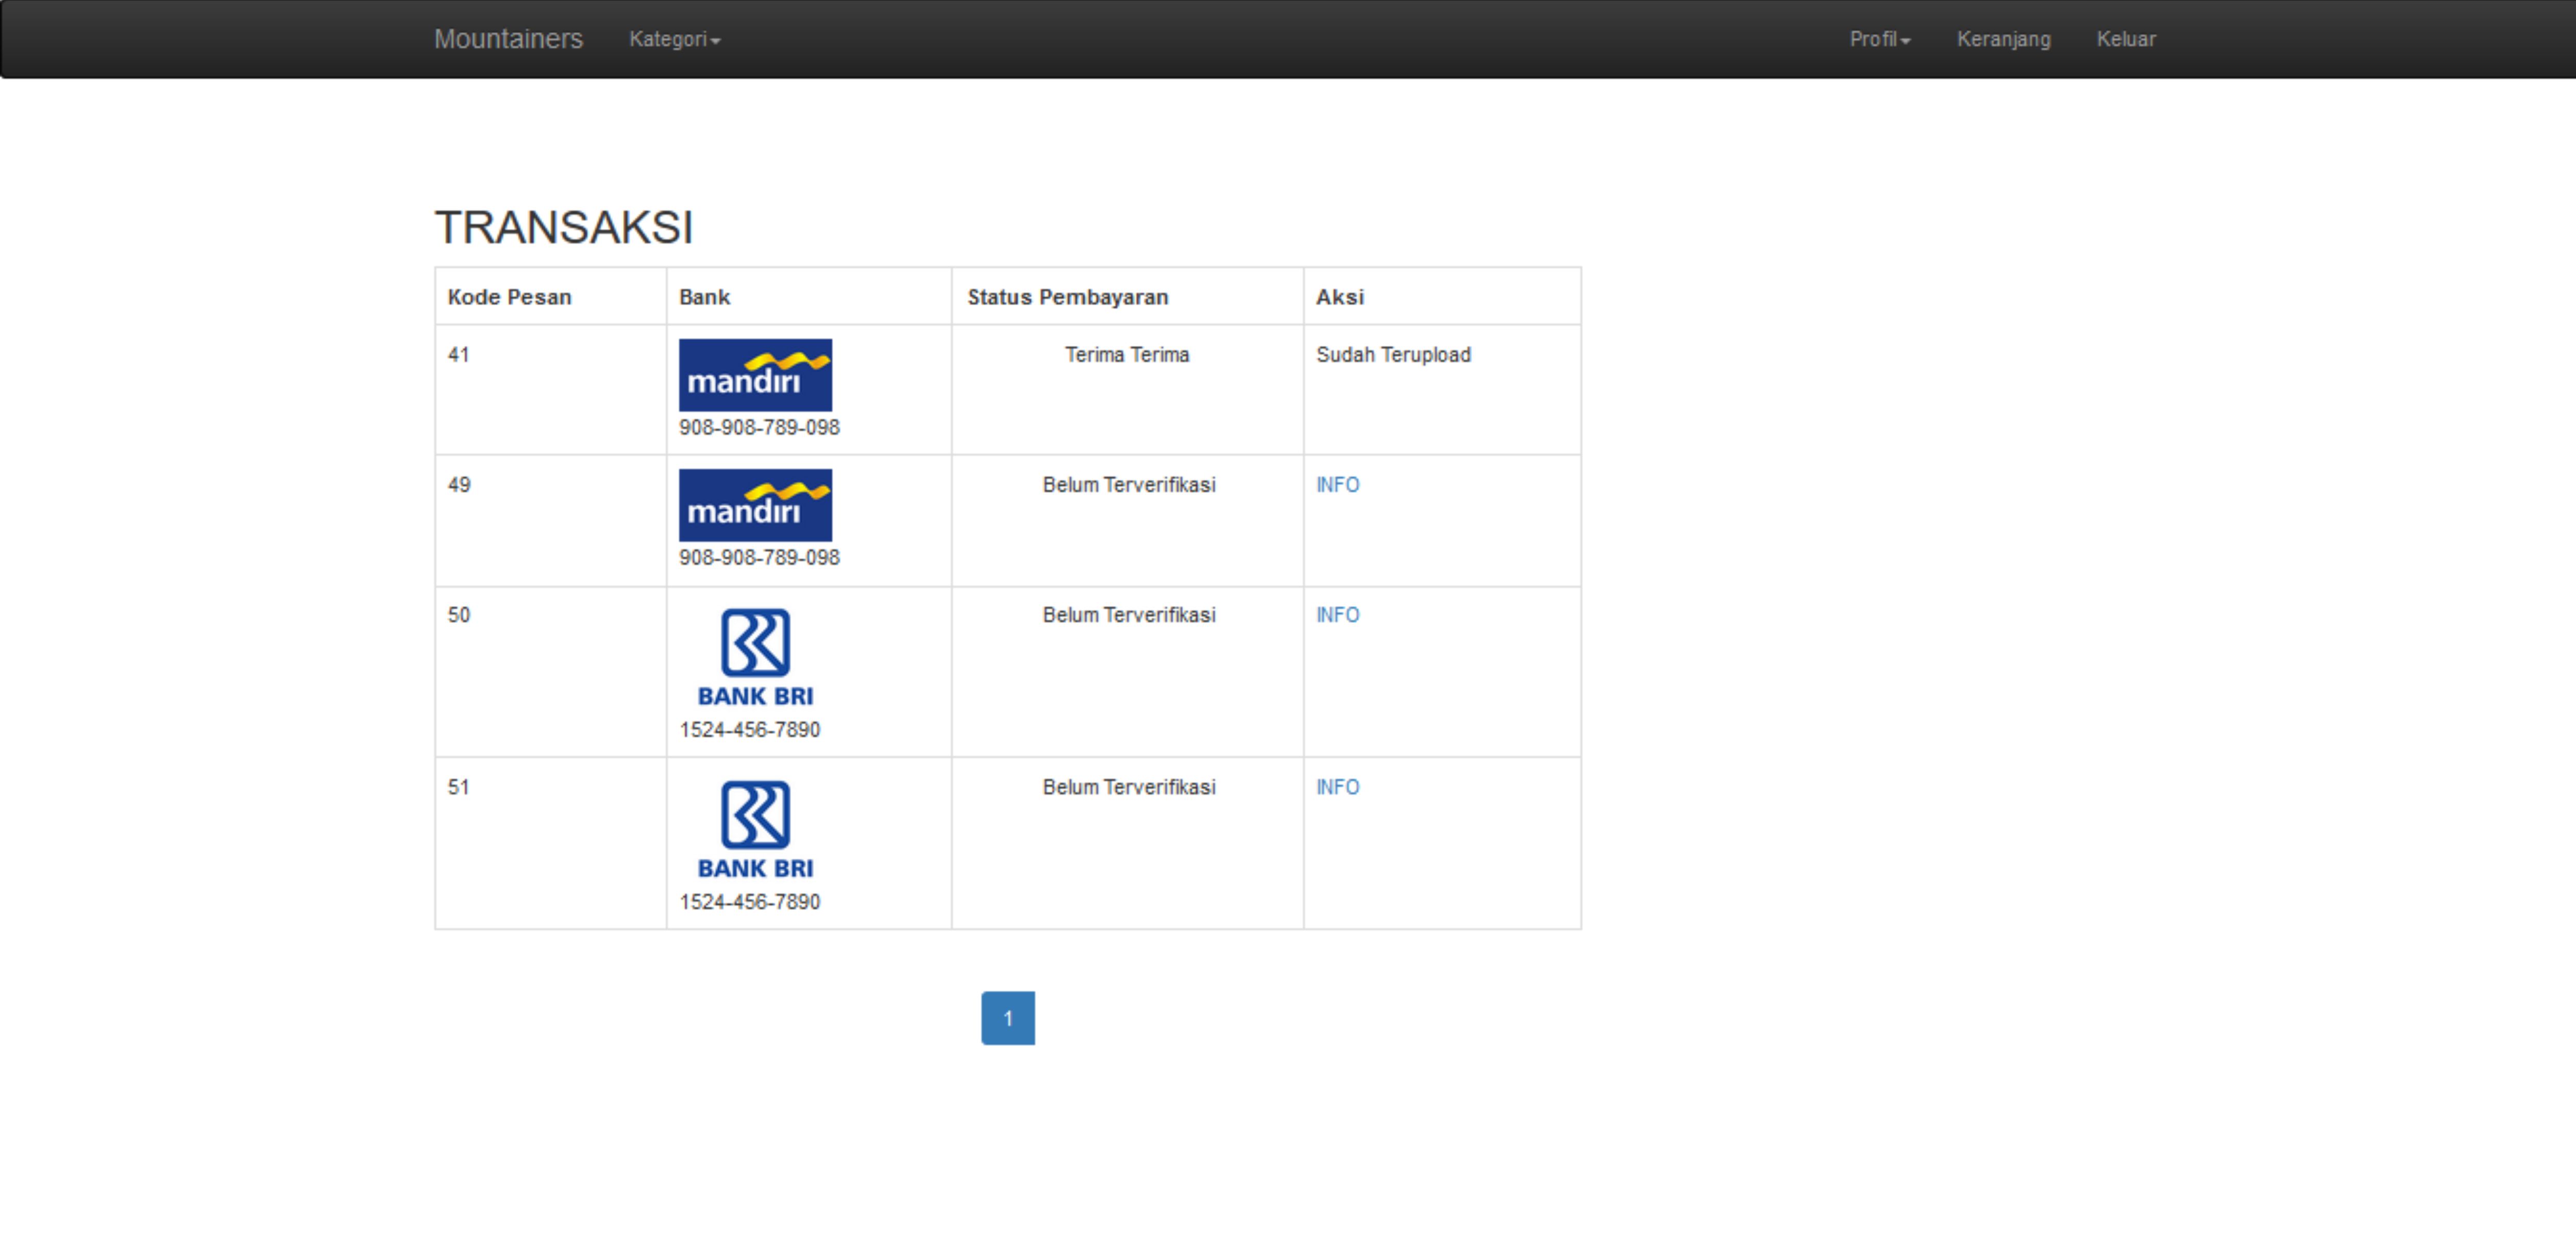 Mountainers Kategori Profil Keranjang Keluar
TRANSAKSI
Kode Pesan Bank Status Pembayaran Aksi
41 mandırı Terima Terima Sudah Terupload
908-908-789-098
49 mandırı Belum Terverifikasi INFO
908-908-789-098
50 Belum Terverifikasi INFO
BANK BRI
1524-456-7890
51 Belum Terverifikasi INFO
BANK BRI
1524-456-7890
1